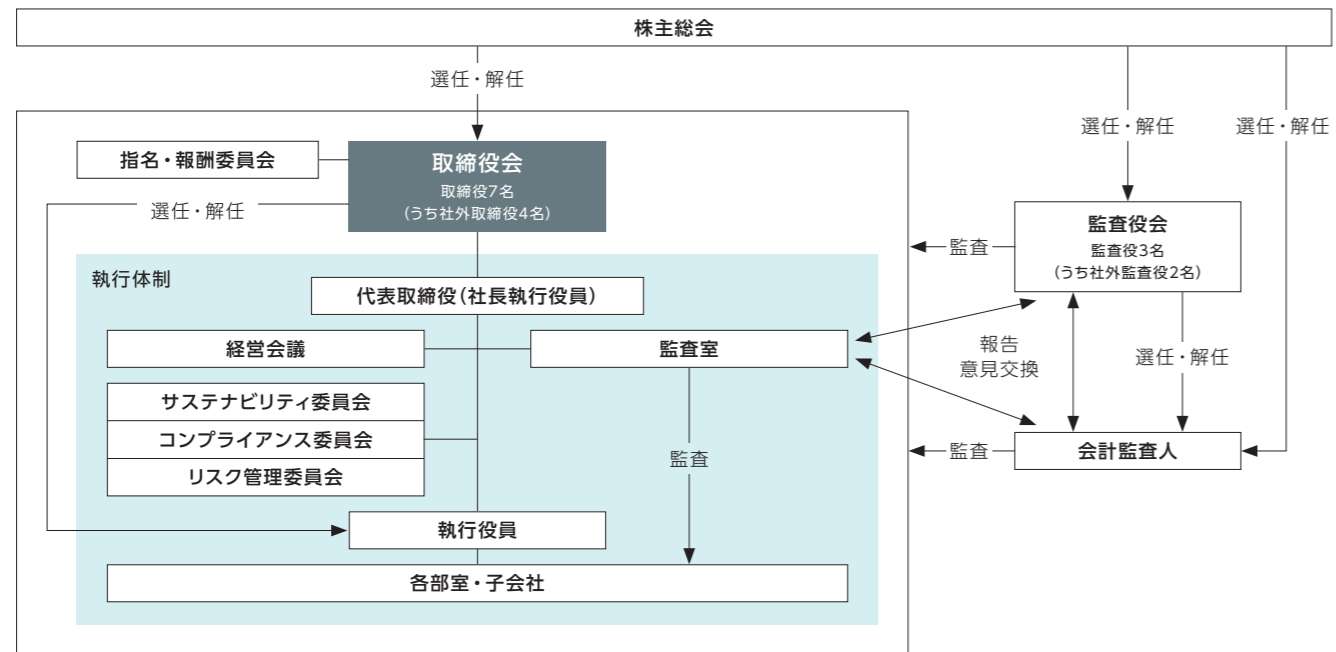 株主総会
選任・解任
選任・解任
選任・解任
指名・報酬委員会
取締役会
取締役7名
(うち社外取締役4名)
選任・解任
監査役会
監査役3名
(うち社外監査役2名)
監査
執行体制
代表取締役(社長執行役員)
経営会議
監査室
報告
意見交換
選任・解任
サステナビリティ委員会
コンプライアンス委員会
リスク管理委員会
監査
監査
会計監査人
執行役員
各部室・子会社